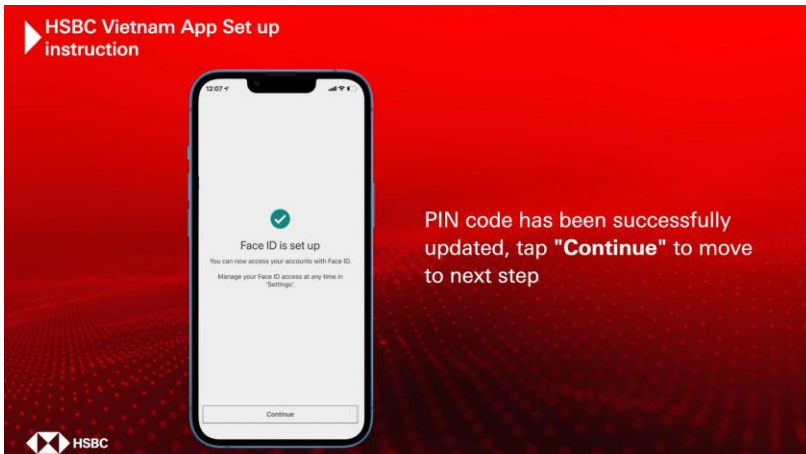 HSBC Vietnam App Set up
instruction
12:07
Face ID is set up
You can now access your accounts with Face ID.
Manage your Face ID access at any time in
'Settings'.
Continue
PIN code has been successfully
updated, tap "Continue" to move
to next step
HSBC